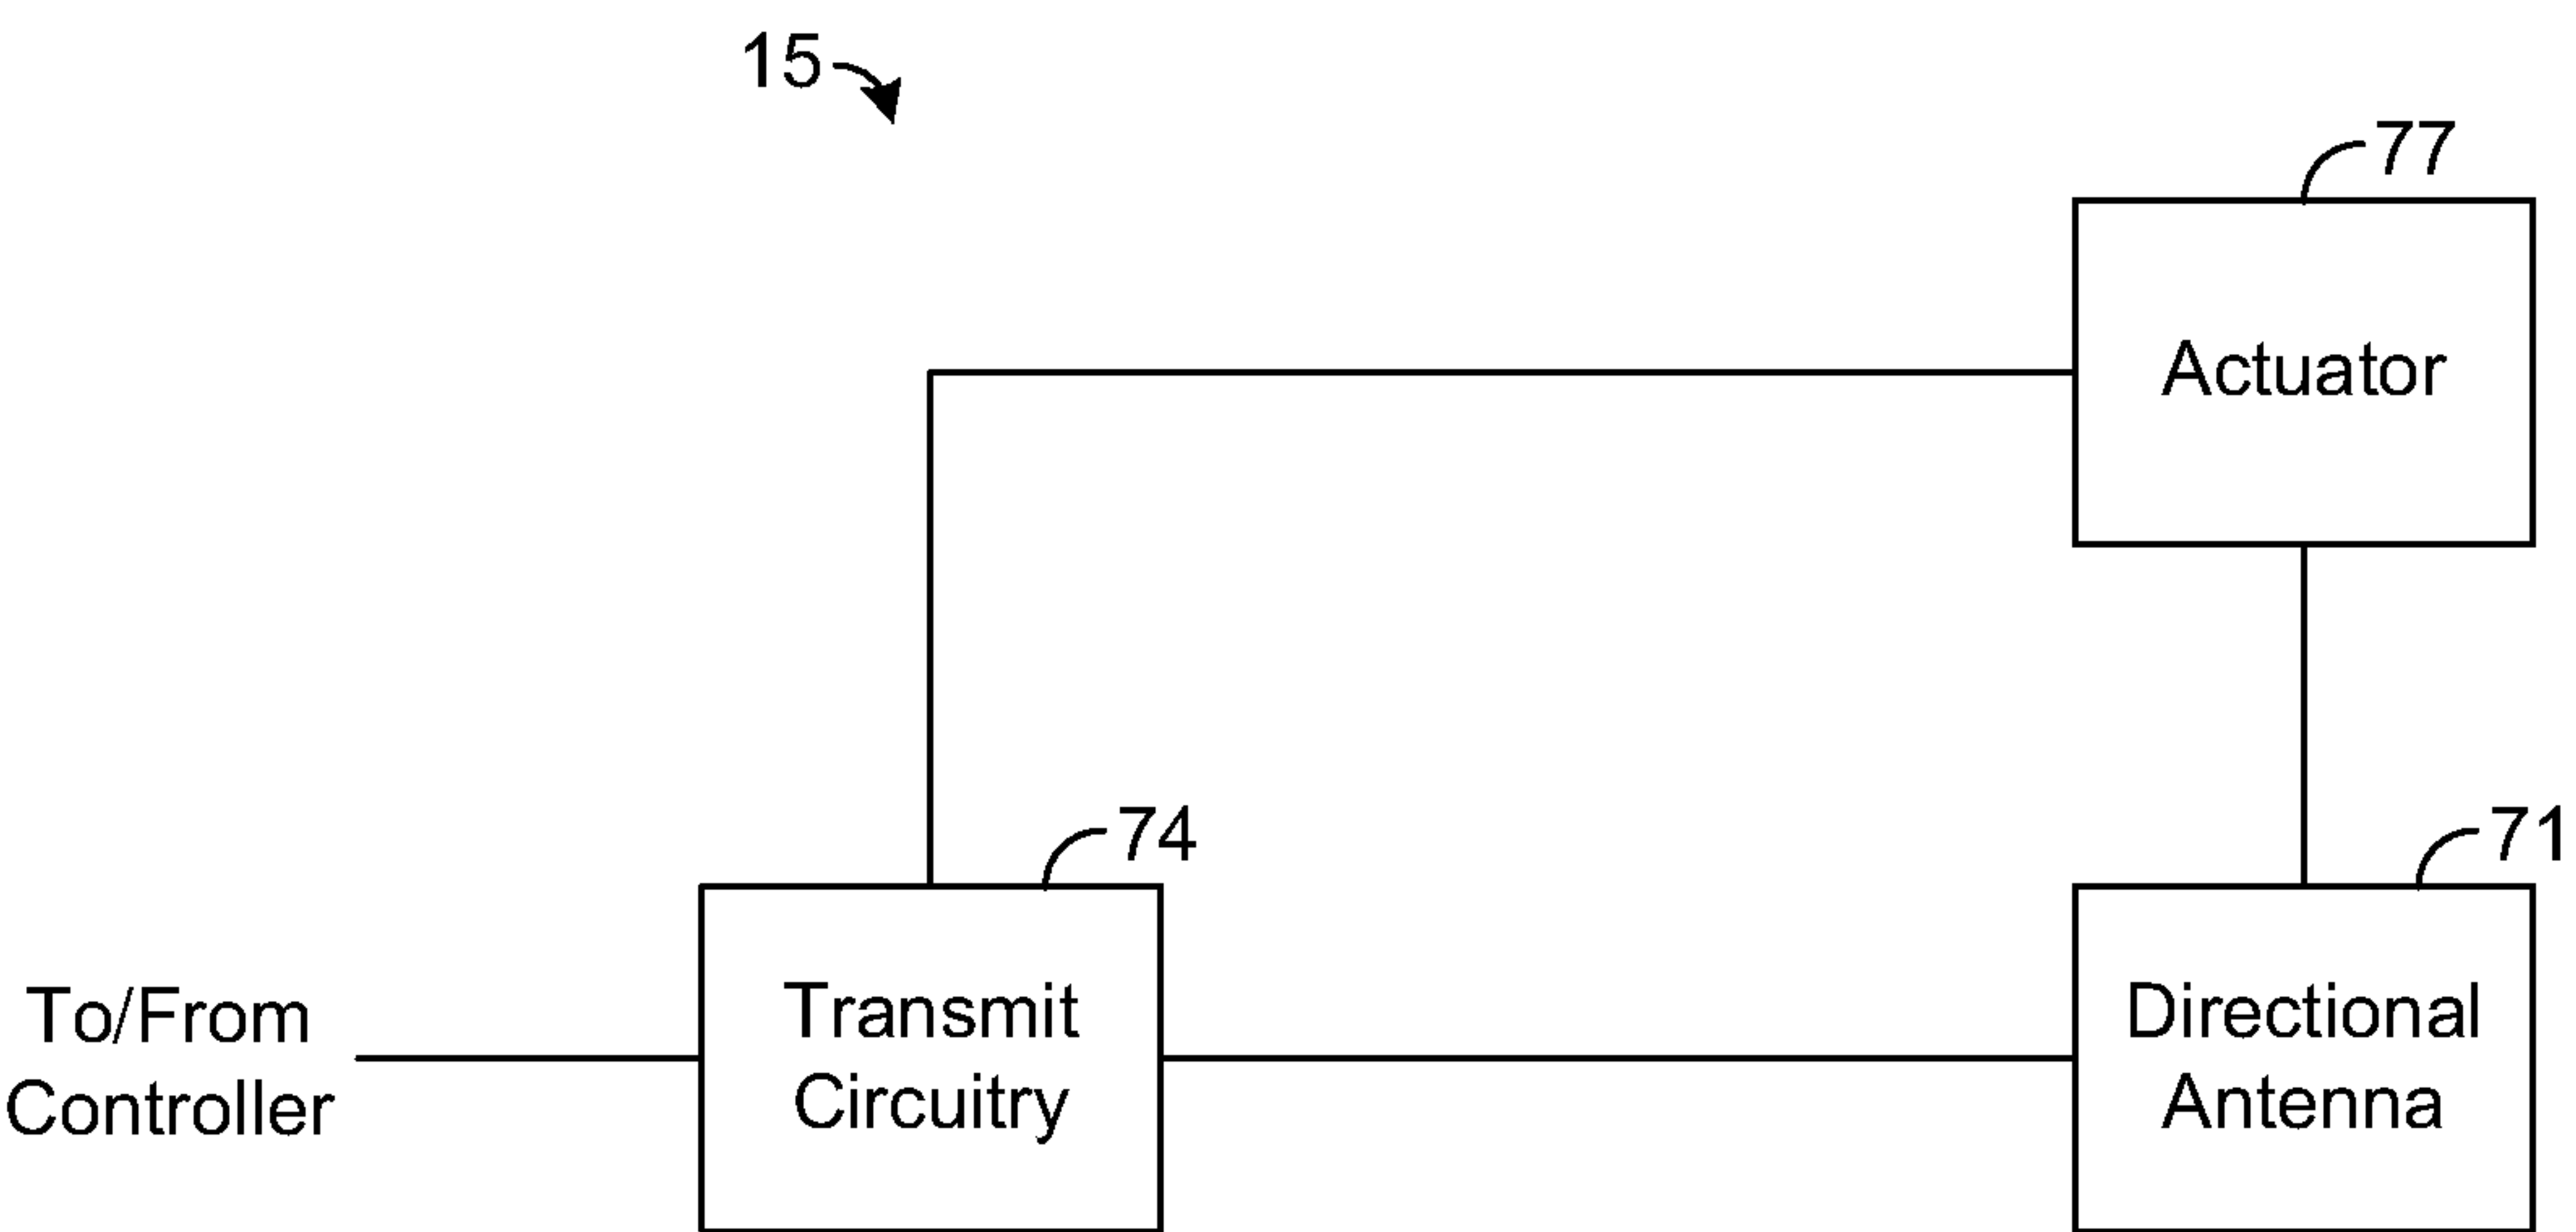 15
77
Actuator
74
71
To/From
Controller
Transmit
Circuitry
Directional
Antenna